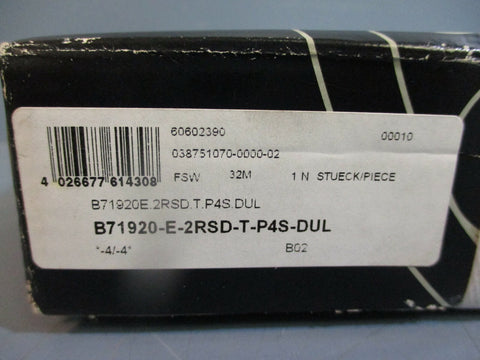 60602390 00010
038751070-0000-02
FSW 32M 1 N STUECK/PIECE
4 026677 614308
B71920E.2RSD.T.P4S.DUL
B71920-E-2RSD-T-P4S-DUL
*-4/-4* B02